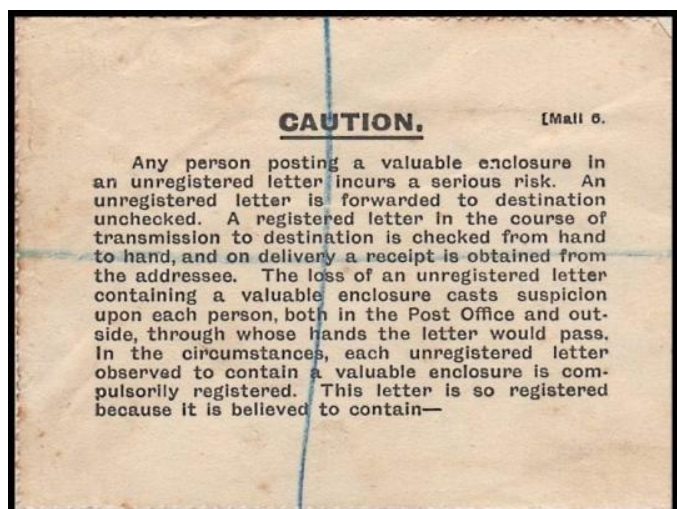 CAUTION.
[Mail 6.
Any person posting a valuable enclosure in
an unregistered letter incurs a serious risk. An
unregistered letter is forwarded to destination
unchecked. A registered letter in the course of
transmission to destination is checked from hand
to hand, and on delivery a receipt is obtained from
the addressee. The loss of an unregistered letter
containing a valuable enclosure casts suspicion
upon each person, both in the Post Office and out-
side, through whose hands the letter would pass.
In the circumstances, each unregistered letter
observed to contain a valuable enclosure is com-
pulsorily registered. This letter is so registered
because it is believed to contain—